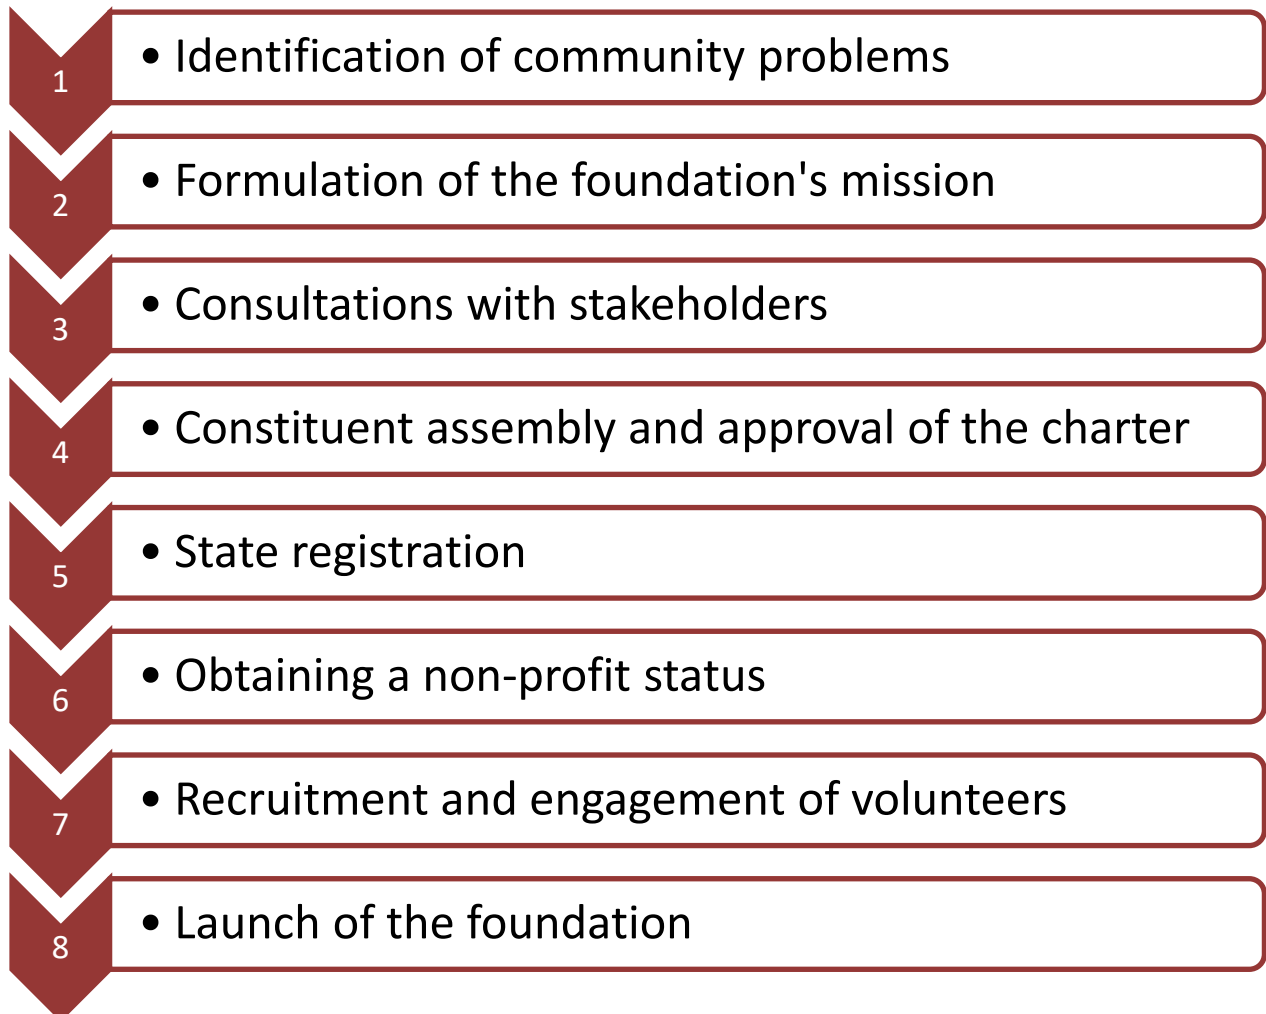 1
• Identification of community problems
2
• Formulation of the foundation's mission
3
• Consultations with stakeholders
4
• Constituent assembly and approval of the charter
5
• State registration
6
• Obtaining a non-profit status
7
• Recruitment and engagement of volunteers
8
• Launch of the foundation